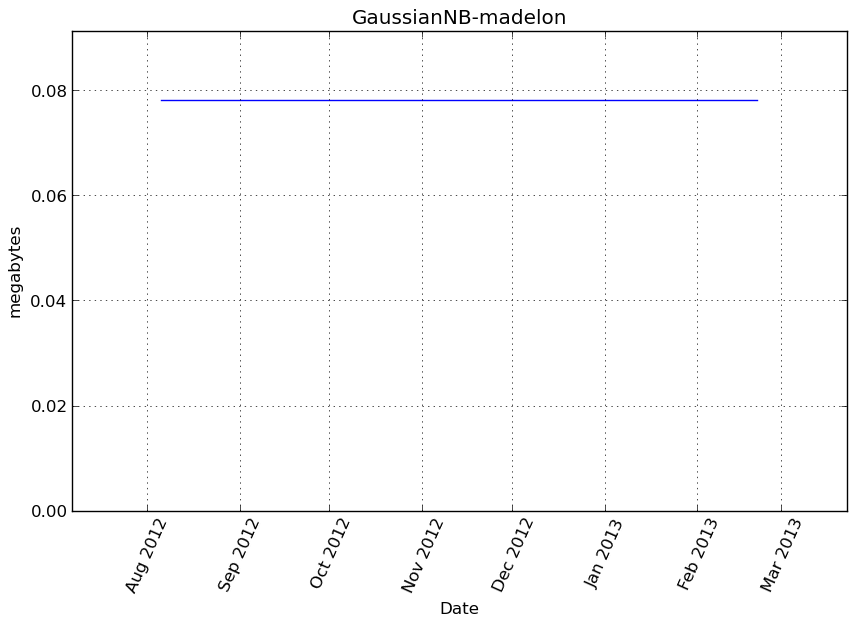 GaussianNB-madelon
megabytes
0.08
0.06
0.04
0.02
0.00
Aug 2012
Sep 2012
Oct 2012
Nov 2012
Dec 2012
Jan 2013
Feb 2013
Mar 2013
Date